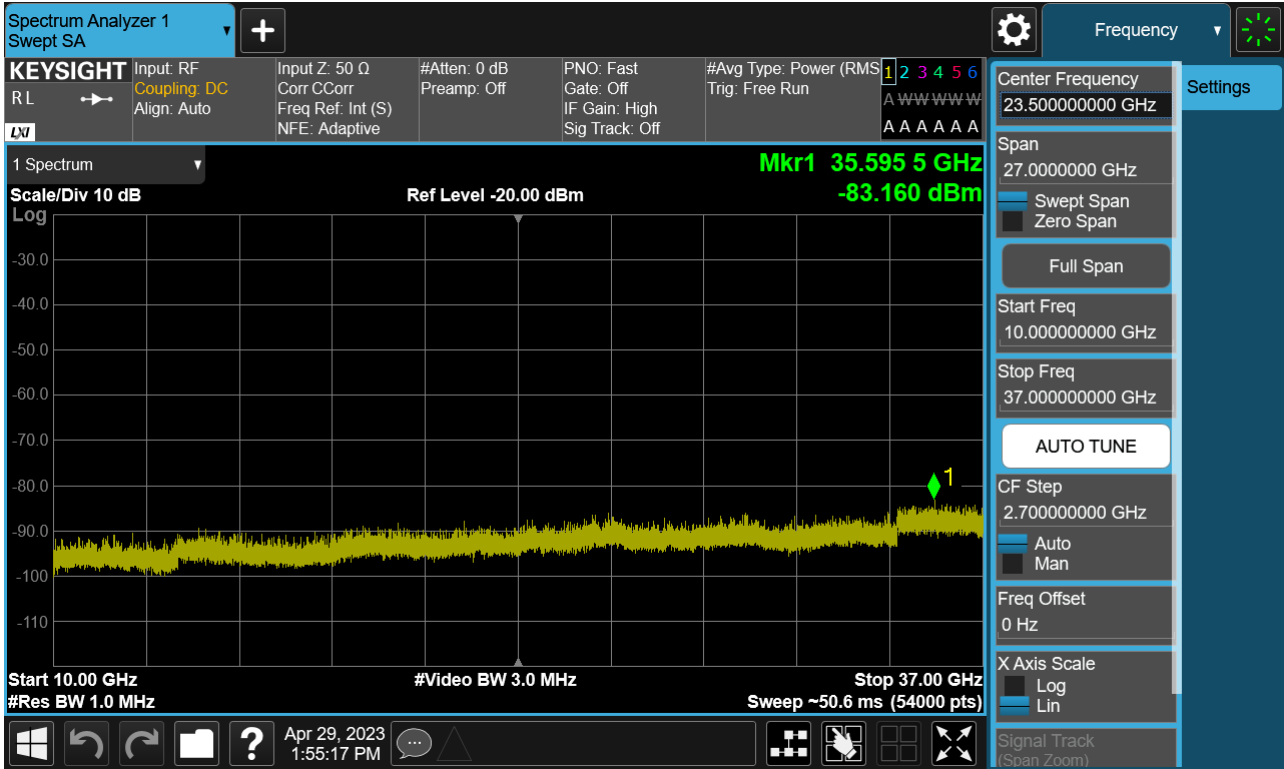 Spectrum Analyzer 1
Swept SA
Frequency
KEYSIGHT
R L
LXI
Input: RF
Coupling: DC
Align: Auto
Input Z: 50 Ω
Corr CCorr
Freq Ref: Int (S)
NFE: Adaptive
#Atten: 0 dB
Preamp: Off
PNO: Fast
Gate: Off
IF Gain: High
Sig Track: Off
#Avg Type: Power (RMS
Trig: Free Run
1 2 3 4 5 6
A W W W W W
A A A A A A
1 Spectrum
Mkr1 35.595 5 GHz
Scale/Div 10 dB
Ref Level -20.00 dBm
-83.160 dBm
Log
-30.0
-40.0
-50.0
-60.0
-70.0
-80.0
-90.0
-100
-110
1
Start 10.00 GHz
#Video BW 3.0 MHz
Stop 37.00 GHz
#Res BW 1.0 MHz
Sweep ~50.6 ms (54000 pts)
?
Apr 29, 2023
1:55:17 PM
Center Frequency
23.500000000 GHz
Settings
Span
27.0000000 GHz
Swept Span
Zero Span
Full Span
Start Freq
10.000000000 GHz
Stop Freq
37.000000000 GHz
AUTO TUNE
CF Step
2.700000000 GHz
Auto
Man
Freq Offset
0 Hz
X Axis Scale
Log
Lin
Signal Track
(Span Zoom)